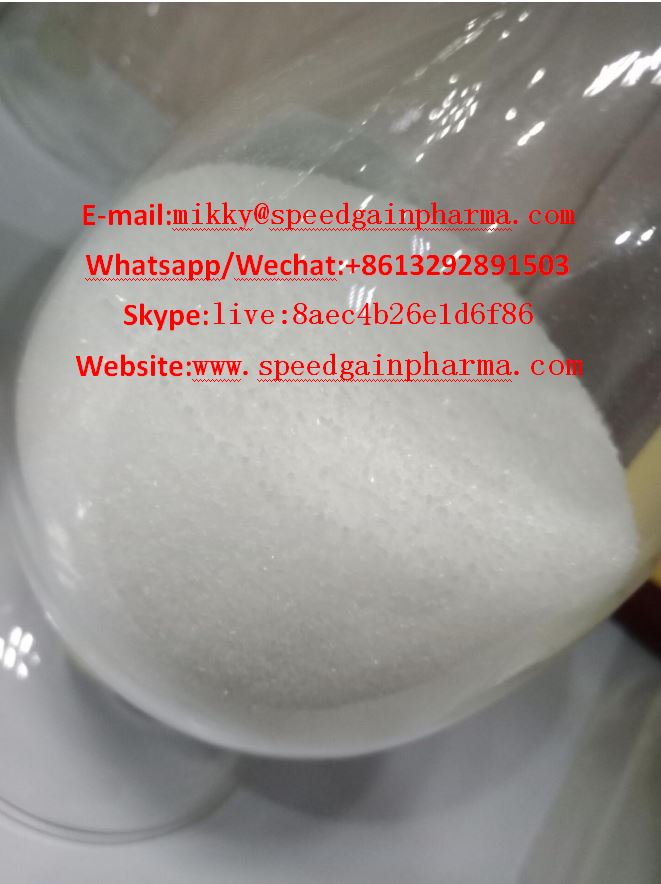 E-mail:mikky@speedgainpharma.com
Whatsapp/Wechat:+8613292891503
Skype:live:8aec4b26e1d6f86
Website:www.speedgainpharma.com